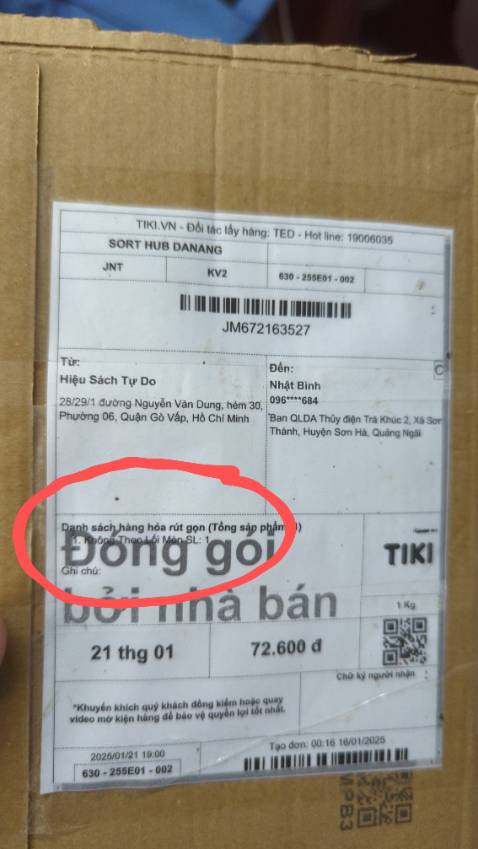 TIKI.VN - Đối tác lấy hàng: TED - Hot line: 19006035
SORT HUB DANANG
JNT
KV2
630 - 255E01 - 002
JM672163527
Từ:
Hiệu Sách Tự Do
28/29/1 đường Nguyễn Văn Dung, hẻm 30,
Phường 06, Quận Gò Vấp, Hồ Chí Minh
Đến:
Nhật Bình
096****684
Ban QLDA Thủy điện Trà Khúc 2, Xã Sơn
Thành, Huyện Sơn Hà, Quảng Ngãi
Danh sách hàng hóa rút gọn (Tổng sản phẩm
1. Không Theo Lối Mòn SL: 1
Ghi chú:
Đóng gói
bởi nhà bán
TIKI
1 Kg
21 thg 01
72.600 đ
Chữ ký người nhận
*Khuyến khích quý khách đồng kiểm hoặc quay
video mở kiện hàng để bảo vệ quyền lợi tốt nhất.
2025/01/21 19:00
630 - 255E01 - 002
Tạo đơn: 00:16 16/01/2025
MPB3